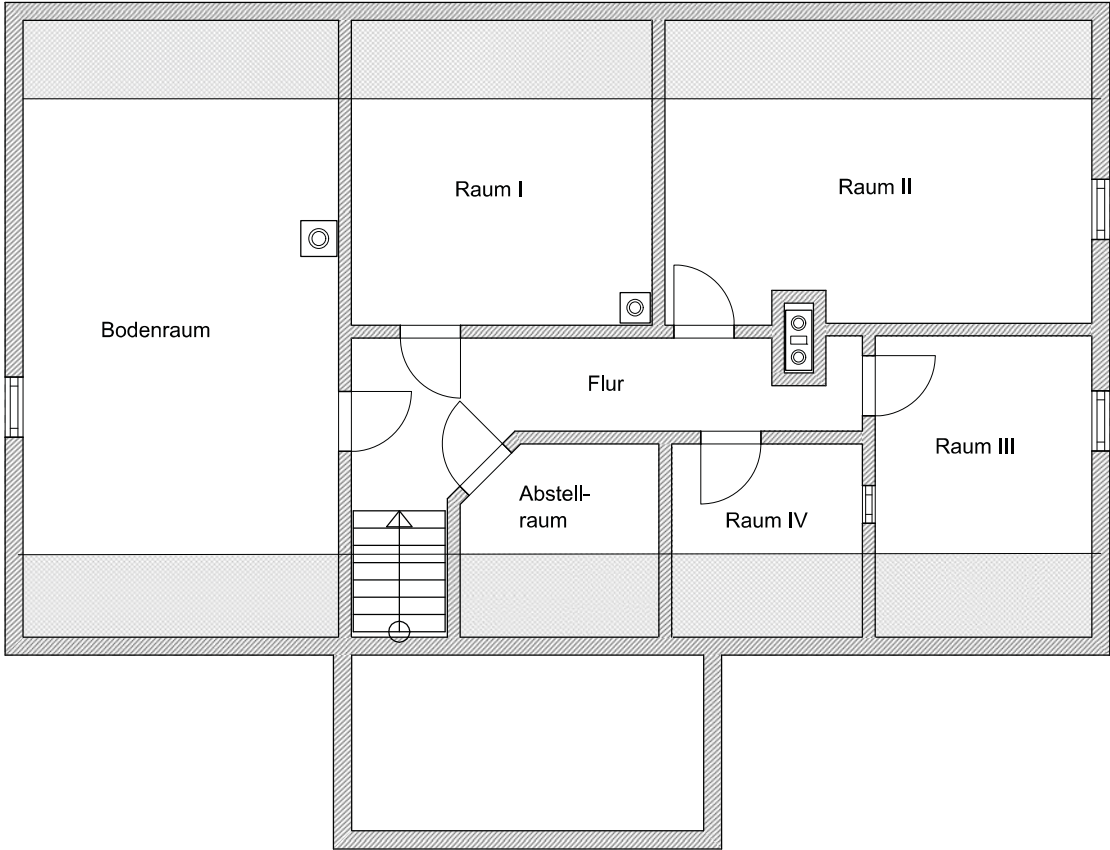 Raum I
Raum II
Bodenraum
Flur
Raum III
Abstell-
raum
Raum IV